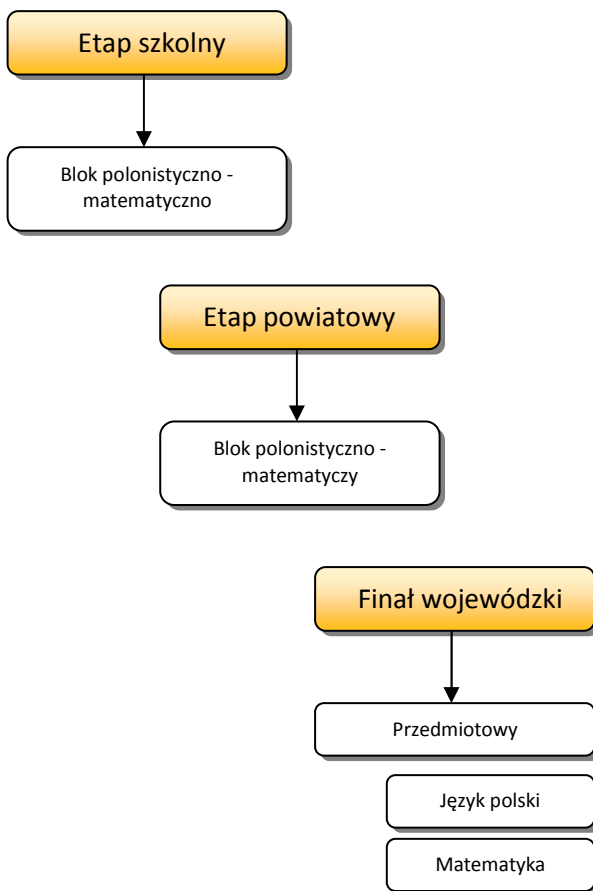 Etap szkolny
Blok polonistyczno -
matematyczno
Etap powiatowy
Blok polonistyczno -
matematyczy
Finał wojewódzki
Przedmiotowy
Język polski
Matematyka